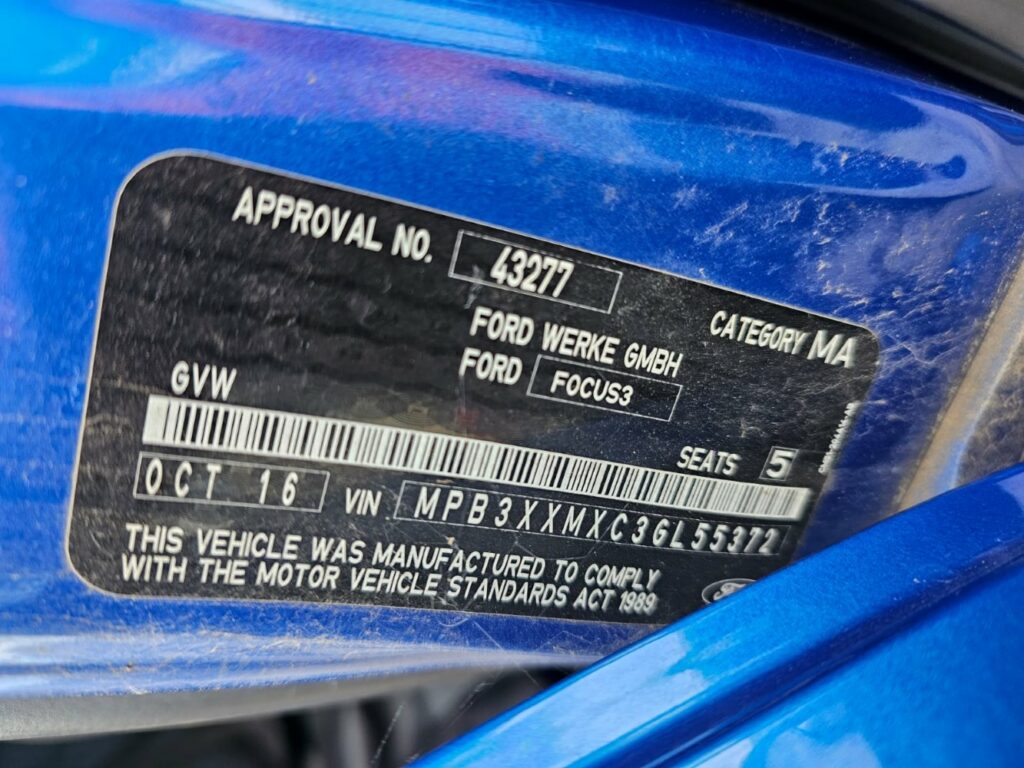 APPROVAL NO. 43277
CATEGORY MA
FORD WERKE GMBH
FORD FOCUS3
GVW
SEATS 5
OCT 16 VIN MPB3XXMXC3GL55372
THIS VEHICLE WAS MANUFACTURED TO COMPLY
WITH THE MOTOR VEHICLE STANDARDS ACT 1989